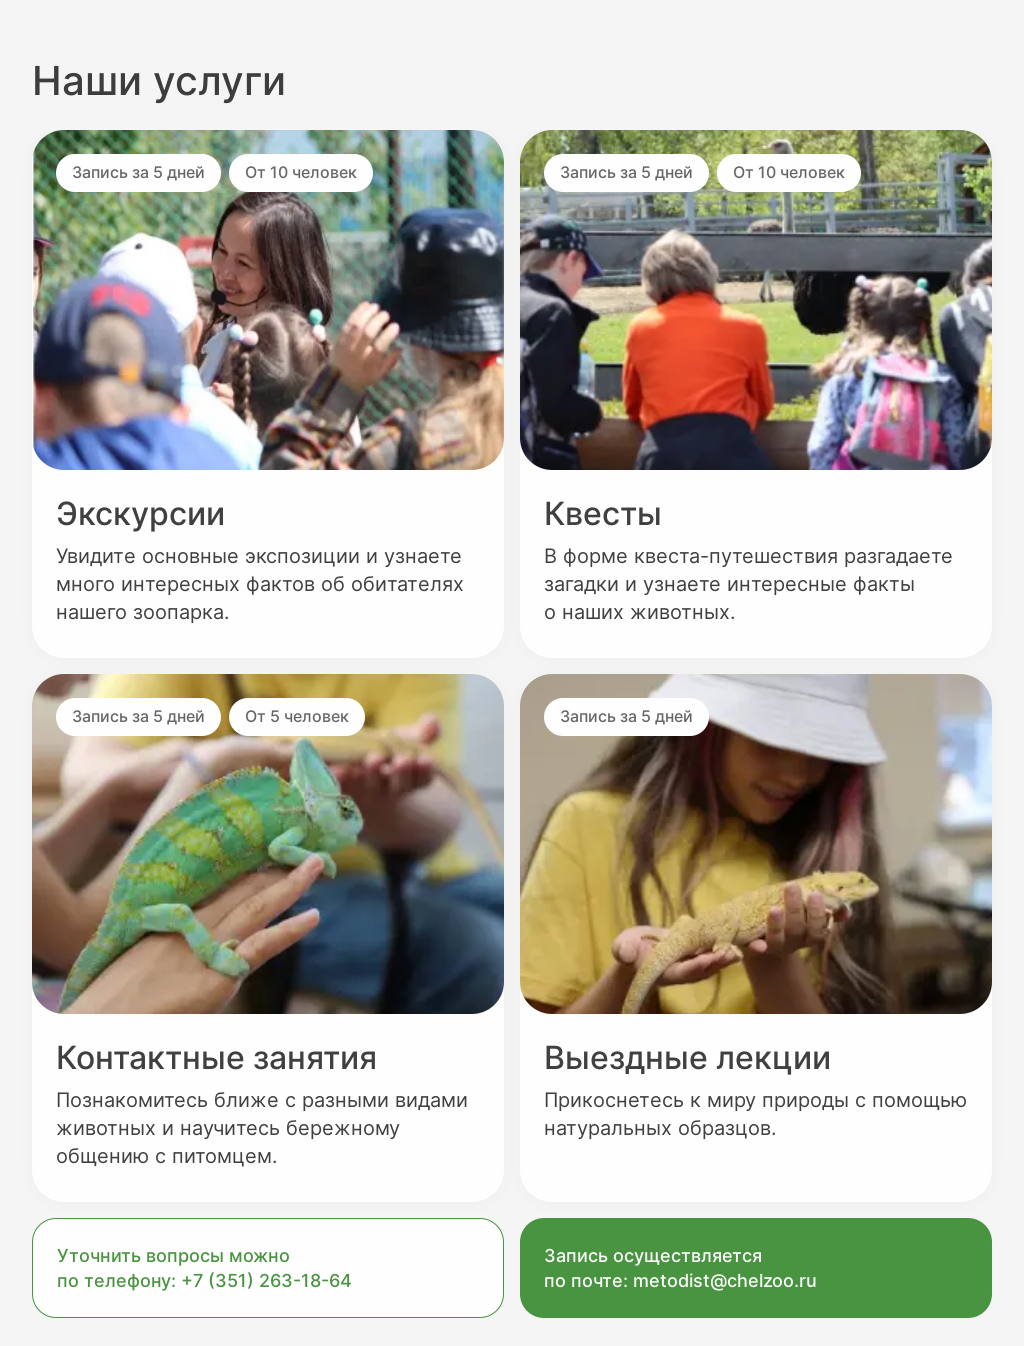 Наши услуги
Запись за 5 дней
От 10 человек
Запись за 5 дней
От 10 человек
Экскурсии
Увидите основные экспозиции и узнаете
много интересных фактов об обитателях
нашего зоопарка.
Квесты
В форме квеста-путешествия разгадаете
загадки и узнаете интересные факты
о наших животных.
Запись за 5 дней
От 5 человек
Запись за 5 дней
Контактные занятия
Познакомитесь ближе с разными видами
животных и научитесь бережному
общению с питомцем.
Выездные лекции
Прикоснетесь к миру природы с помощью
натуральных образцов.
Уточнить вопросы можно
по телефону: +7 (351) 263-18-64
Запись осуществляется
по почте: metodist@chelzoo.ru